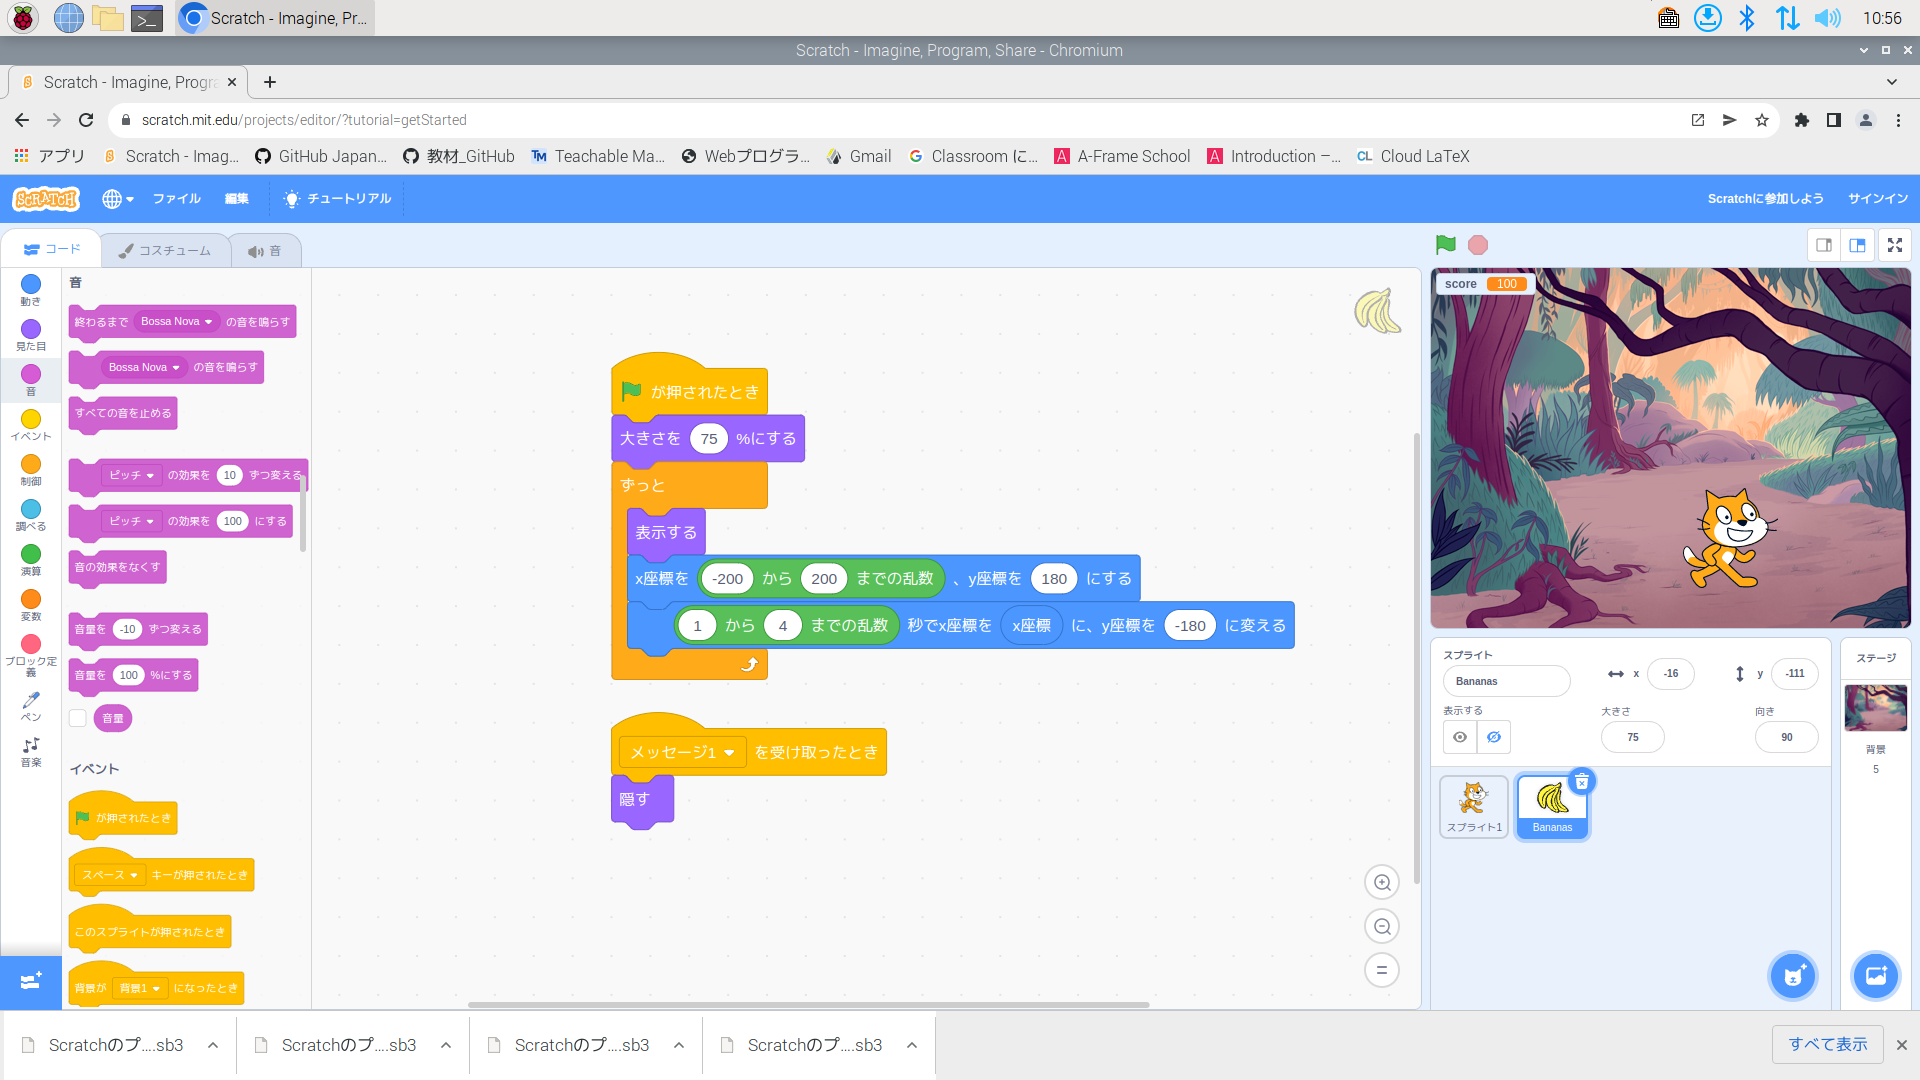 Scratch - Imagine, Pr...
10:56
Scratch - Imagine, Program, Share - Chromium
Scratch - Imagine, Progra
scratch.mit.edu/projects/editor/?tutorial=getStarted
アプリ
Scratch - Imag...
GitHub Japan...
教材_GitHub
Teachable Ma...
Webプログラ...
Gmail
Classroom に...
A-Frame School
Introduction –...
CL Cloud LaTeX
SCRATCH
ファイル
編集
チュートリアル
Scratchに参加しよう
サインイン
コード
コスチューム
音
動き
見た目
音
イベント
制御
調べる
演算
変数
ブロック定義
ペン
音楽
音
終わるまで Bossa Nova の音を鳴らす
Bossa Nova の音を鳴らす
すべての音を止める
ピッチ の効果を 10 ずつ変える
ピッチ の効果を 100 にする
音の効果をなくす
音量を -10 ずつ変える
音量を 100 %にする
音量
イベント
が押されたとき
スペース キーが押されたとき
このスプライトが押されたとき
背景が 背景1 になったとき
が押されたとき
大きさを 75 %にする
ずっと
表示する
x座標を -200 から 200 までの乱数 、y座標を 180 にする
1 から 4 までの乱数 秒でx座標を x座標 に、y座標を -180 に変える
メッセージ1 を受け取ったとき
隠す
score 100
スプライト
Bananas
x -16
y -111
表示する
大きさ
75
向き
90
スプライト1
Bananas
ステージ
背景
5
Scratchのプ....sb3
Scratchのプ....sb3
Scratchのプ....sb3
Scratchのプ....sb3
すべて表示